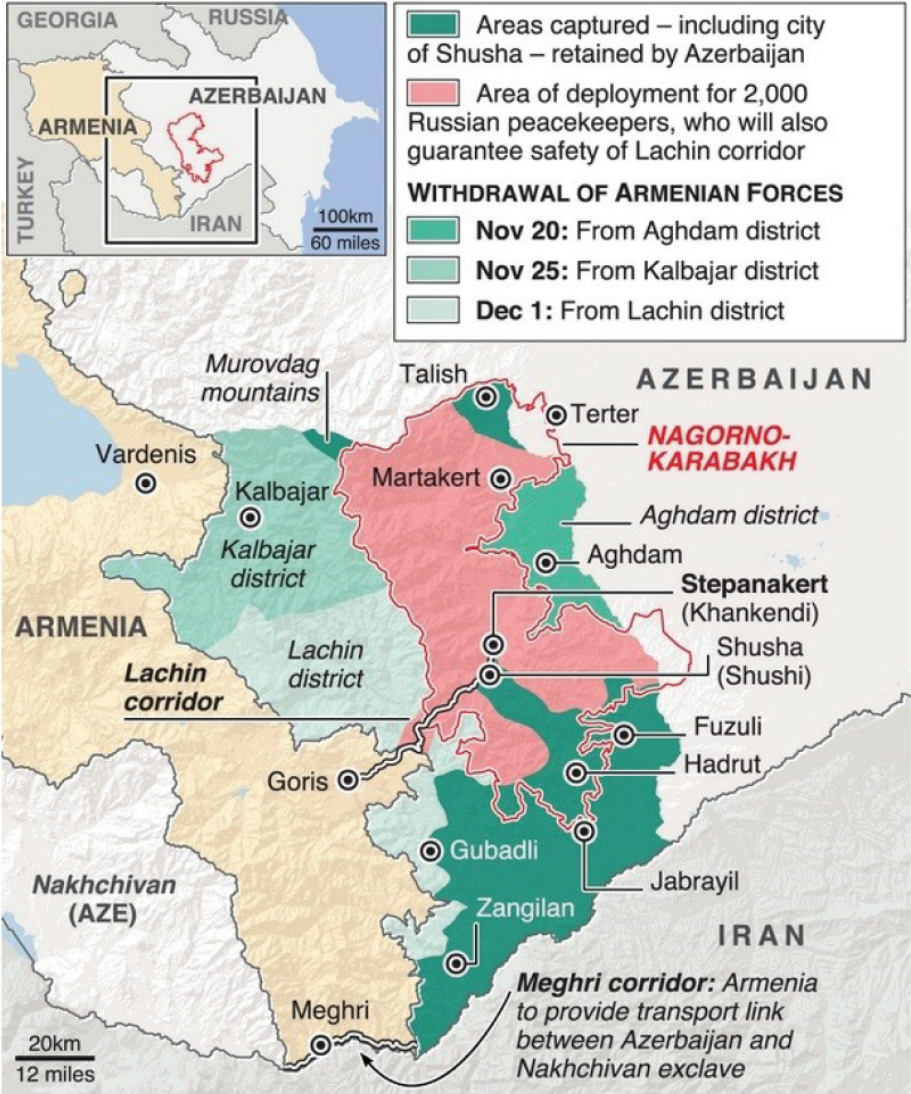 GEORGIA
RUSSIA
AZERBAIJAN
ARMENIA
TURKEY
IRAN
100km
60 miles
Areas captured – including city
of Shusha – retained by Azerbaijan
Area of deployment for 2,000
Russian peacekeepers, who will also
guarantee safety of Lachin corridor
WITHDRAWAL OF ARMENIAN FORCES
Nov 20: From Aghdam district
Nov 25: From Kalbajar district
Dec 1: From Lachin district
Murovdag
mountains
Talish
AZERBAIJAN
Terter
NAGORNO-
KARABAKH
Vardenis
Martakert
Kalbajar
Kalbajar
district
Aghdam district
Aghdam
Stepanakert
(Khankendi)
ARMENIA
Lachin
district
Shusha
(Shushi)
Lachin
corridor
Fuzuli
Hadrut
Goris
Gubadli
Jabrayil
Nakhchivan
(AZE)
Zangilan
IRAN
Meghri corridor: Armenia
to provide transport link
between Azerbaijan and
Nakhchivan exclave
Meghri
20km
12 miles